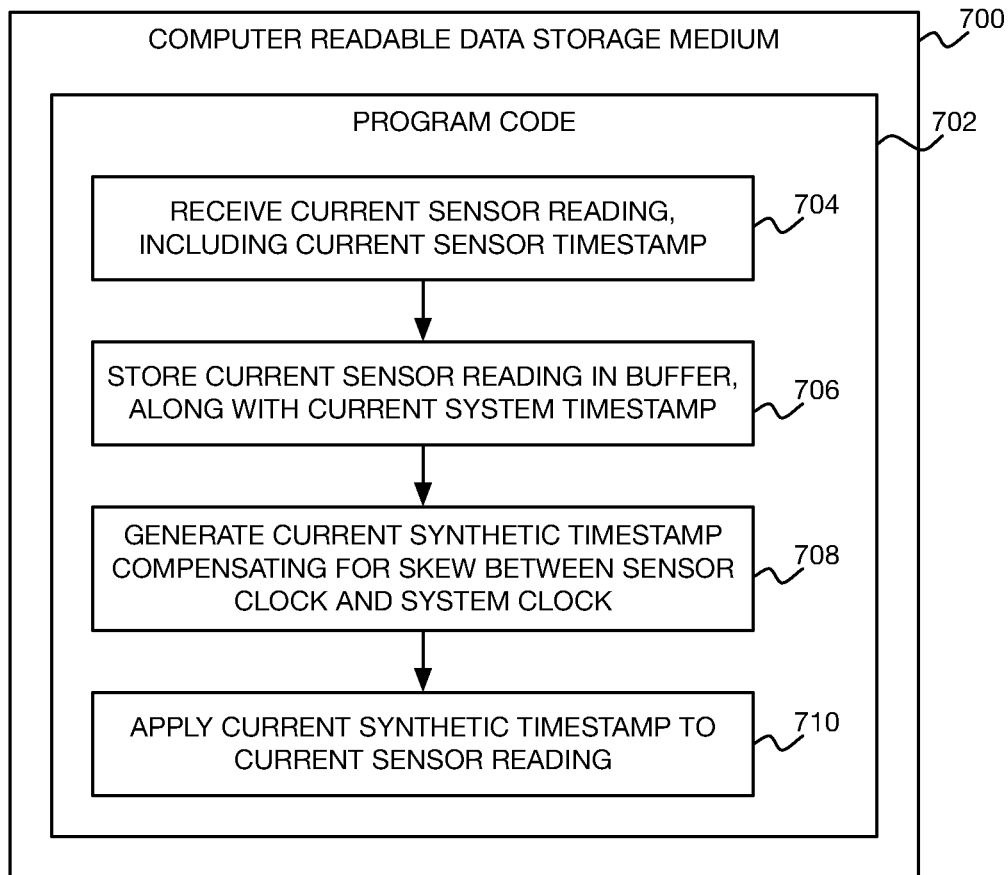 COMPUTER READABLE DATA STORAGE MEDIUM
700
PROGRAM CODE
702
RECEIVE CURRENT SENSOR READING,
INCLUDING CURRENT SENSOR TIMESTAMP
704
STORE CURRENT SENSOR READING IN BUFFER,
ALONG WITH CURRENT SYSTEM TIMESTAMP
706
GENERATE CURRENT SYNTHETIC TIMESTAMP
COMPENSATING FOR SKEW BETWEEN SENSOR
CLOCK AND SYSTEM CLOCK
708
APPLY CURRENT SYNTHETIC TIMESTAMP TO
CURRENT SENSOR READING
710